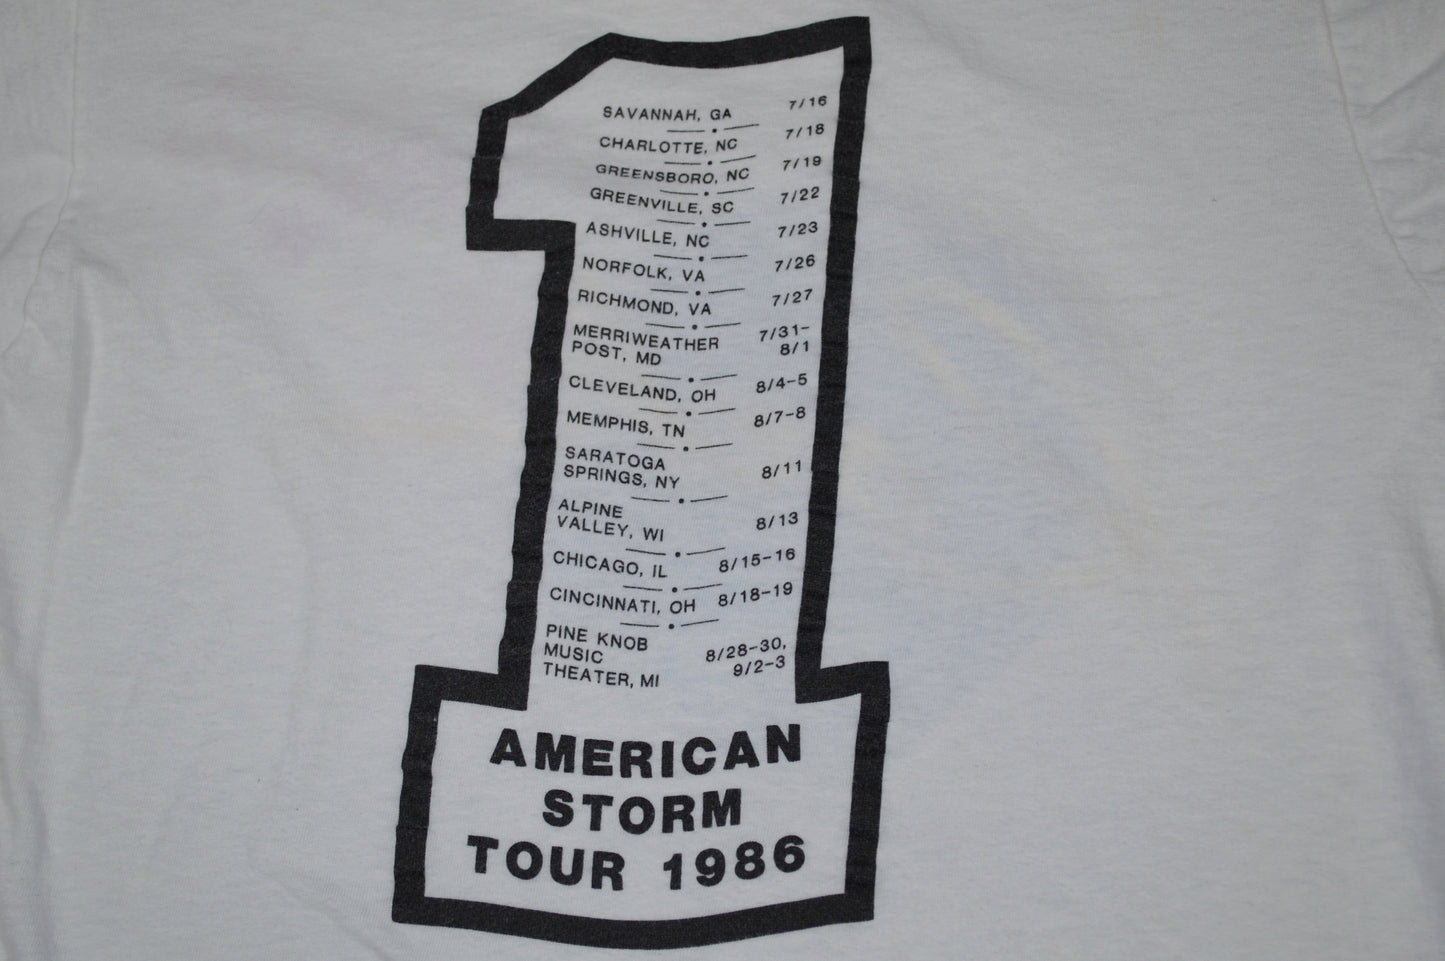 SAVANNAH, GA 7/16
CHARLOTTE, NC 7/18
GREENSBORO, NC 7/19
GREENVILLE, SC 7/22
ASHVILLE, NC 7/23
NORFOLK, VA 7/26
RICHMOND, VA 7/27
MERRIWEATHER 7/31-
POST, MD 8/1
CLEVELAND, OH 8/4-5
MEMPHIS, TN 8/7-8
SARATOGA
SPRINGS, NY 8/11
ALPINE
VALLEY, WI 8/13
CHICAGO, IL 8/15-16
CINCINNATI, OH 8/18-19
PINE KNOB
MUSIC 8/28-30,
THEATER, MI 9/2-3
AMERICAN
STORM
TOUR 1986